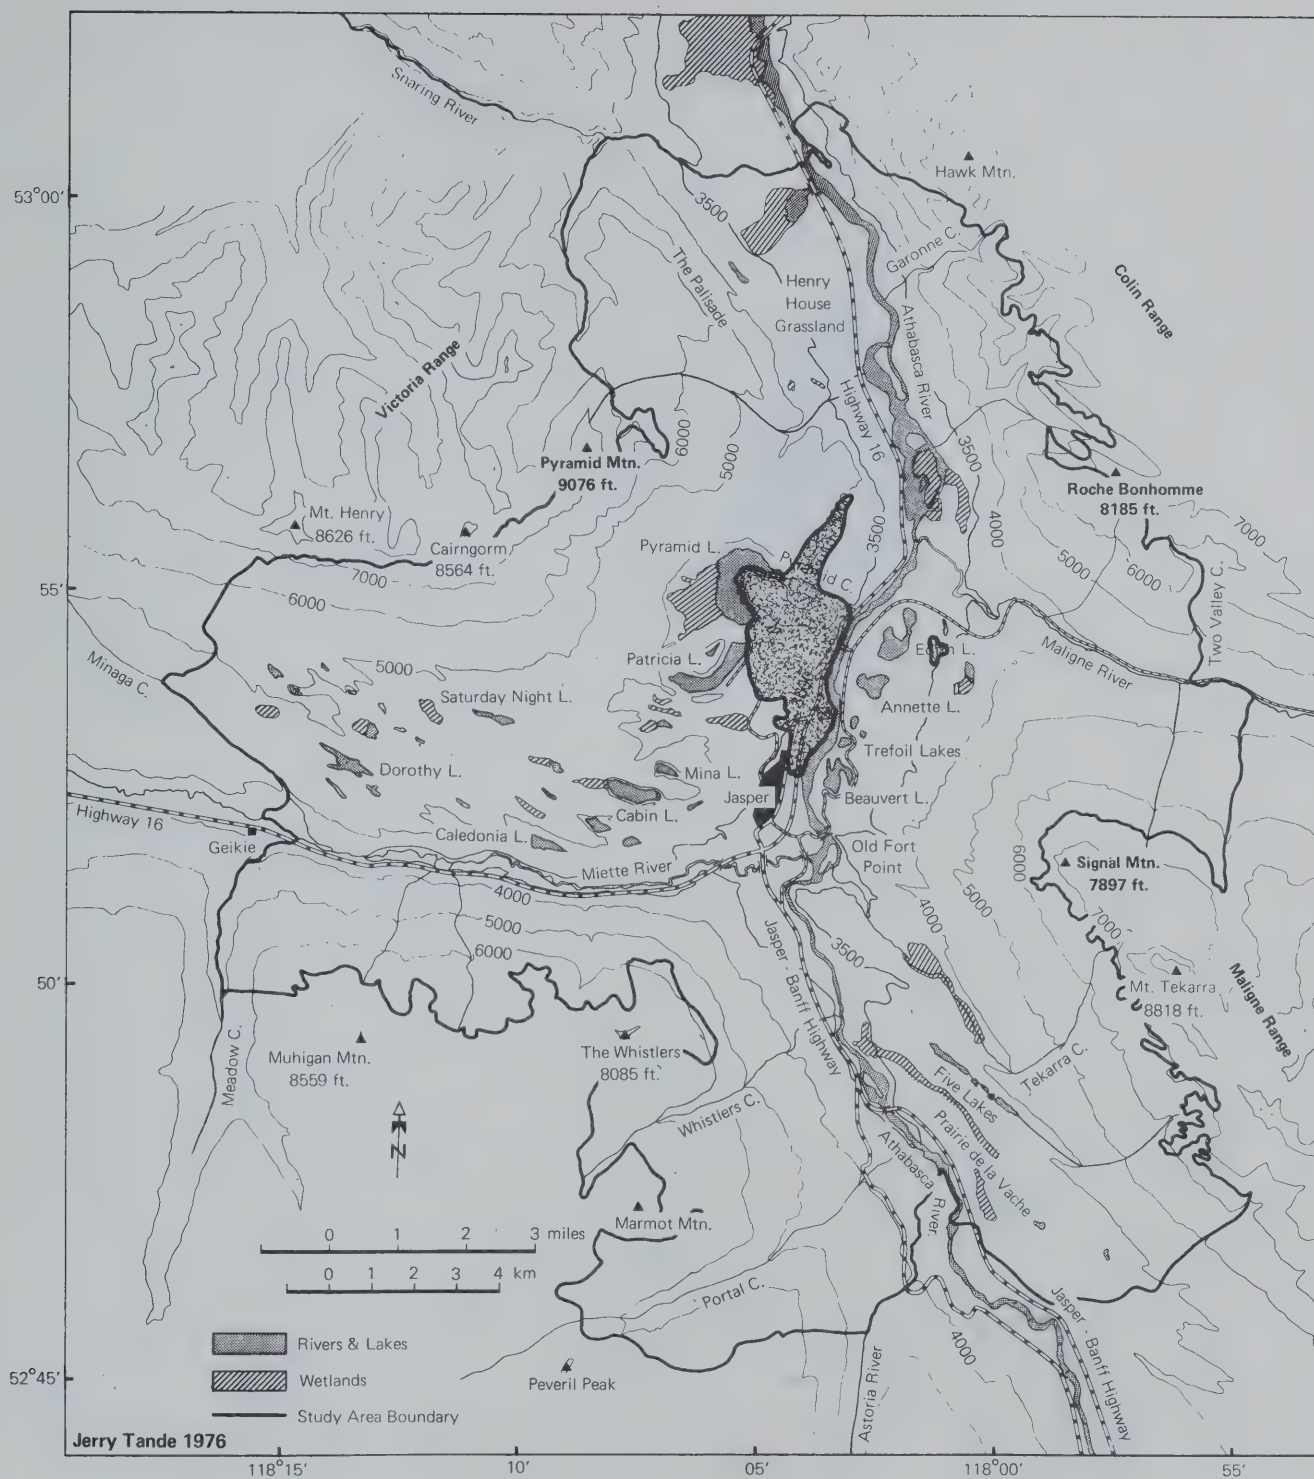 Snaring River
Hawk Mtn.
53°00'
3500
Garonne C.
The Palisade
Henry
House
Grassland
Colin Range
Athabasca River
Victoria Range
Highway 16
6000
5000
3500
4000
Pyramid Mtn.
9076 ft.
Roche Bonhomme
8185 ft.
7000
Mt. Henry
8626 ft.
Cairngorm
8564 ft.
Pyramid L.
3500
5000
6000
Two Valley C.
55'
7000
6000
Minaga C.
5000
Patricia L.
Maligne River
Saturday Night L.
Annette L.
Trefoil Lakes
Dorothy L.
Mina L.
Jasper
Beauvert L.
Highway 16
Cabin L.
Geikie
Caledonia L.
Miette River
Old Fort
Point
6000
Signal Mtn.
7897 ft.
4000
5000
6000
4000
5000
7000
Jasper - Banff Highway
3500
50'
Mt. Tekarra
8818 ft.
Maligne Range
Muhigan Mtn.
8559 ft.
The Whistlers
8085 ft.
Meadow C.
Tekarra C.
Five Lakes
Whistlers C.
Prairie de la Vache
Athabasca River
N
Marmot Mtn.
0 1 2 3 miles
0 1 2 3 4 km
Portal C.
Jasper - Banff Highway
4000
Rivers & Lakes
Wetlands
Study Area Boundary
Peveril Peak
Astoria River
52°45'
Jerry Tande 1976
118°15' 10' 05' 118°00' 55'